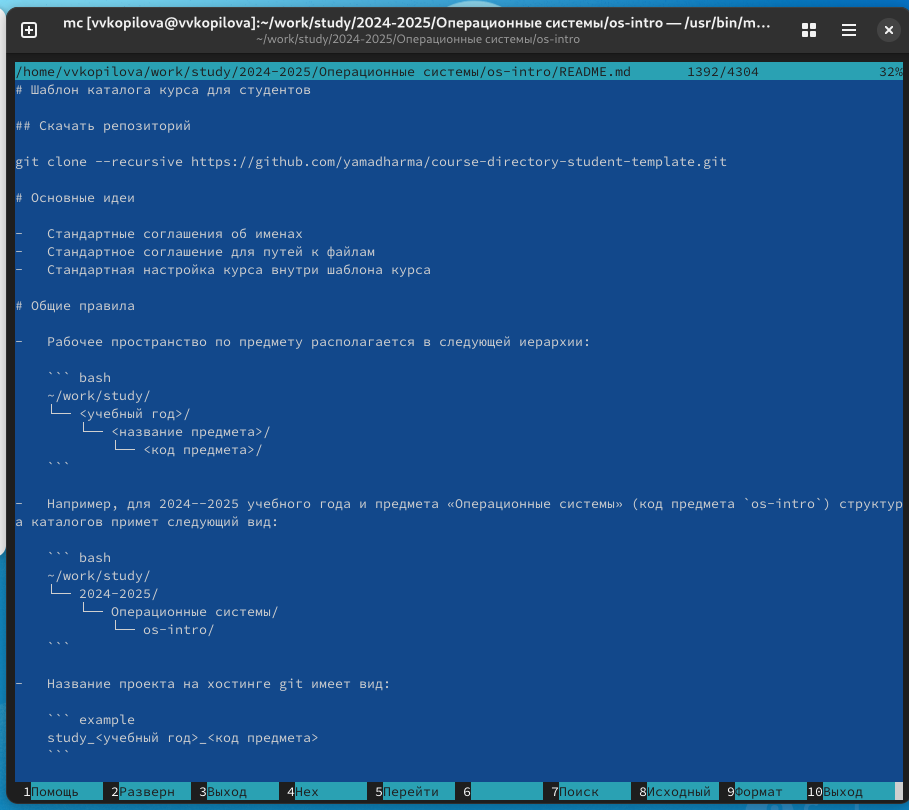 mc [vvkopilova@vvkopilova]:~/work/study/2024-2025/Операционные системы/os-intro — /usr/bin/m…
~/work/study/2024-2025/Операционные системы/os-intro
/home/vvkopilova/work/study/2024-2025/Операционные системы/os-intro/README.md 1392/4304 32%
# Шаблон каталога курса для студентов
## Скачать репозиторий
git clone --recursive https://github.com/yamadharma/course-directory-student-template.git
# Основные идеи
-   Стандартные соглашения об именах
-   Стандартное соглашение для путей к файлам
-   Стандартная настройка курса внутри шаблона курса
# Общие правила
-   Рабочее пространство по предмету располагается в следующей иерархии:
    ``` bash
    ~/work/study/
    └── <учебный год>/
        └── <название предмета>/
            └── <код предмета>/
    ```
-   Например, для 2024--2025 учебного года и предмета «Операционные системы» (код предмета `os-intro`) структур
а каталогов примет следующий вид:
    ``` bash
    ~/work/study/
    └── 2024-2025/
        └── Операционные системы/
            └── os-intro/
    ```
-   Название проекта на хостинге git имеет вид:
    ``` example
    study_<учебный год>_<код предмета>
    ```
1Помощь 2Разверн 3Выход 4Hex 5Перейти 6 7Поиск 8Исходный 9Формат 10Выход